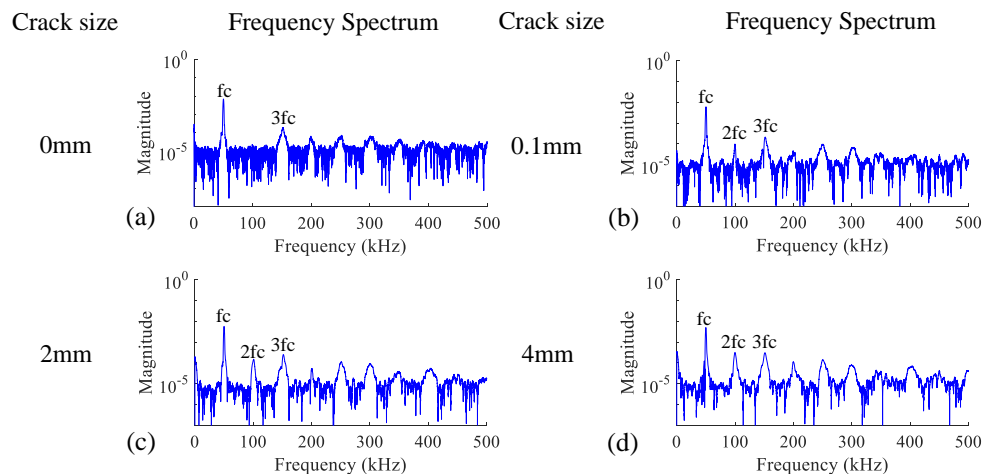 Crack size Frequency Spectrum Crack size Frequency Spectrum
0mm
Magnitude
10^0
10^-5
fc
3fc
0 100 200 300 400 500
Frequency (kHz)
(a)
0.1mm
Magnitude
10^0
10^-5
fc
2fc
3fc
0 100 200 300 400 500
Frequency (kHz)
(b)
2mm
Magnitude
10^0
10^-5
fc
2fc
3fc
0 100 200 300 400 500
Frequency (kHz)
(c)
4mm
Magnitude
10^0
10^-5
fc
2fc
3fc
0 100 200 300 400 500
Frequency (kHz)
(d)